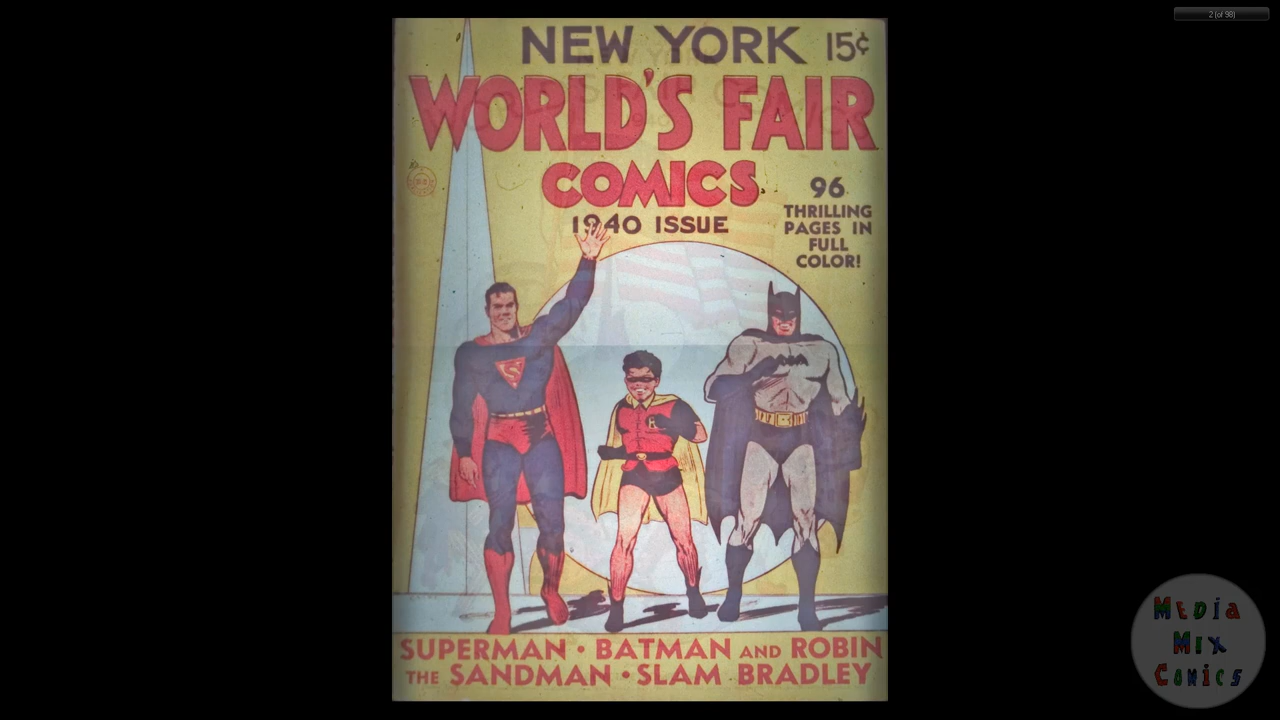 2 (of 98)
NEW YORK 15¢
WORLD'S FAIR
COMICS
1940 ISSUE
96
THRILLING
PAGES IN
FULL
COLOR!
S
R
SUPERMAN • BATMAN AND ROBIN
THE SANDMAN • SLAM BRADLEY
MEDiA
MiX
COMiCS